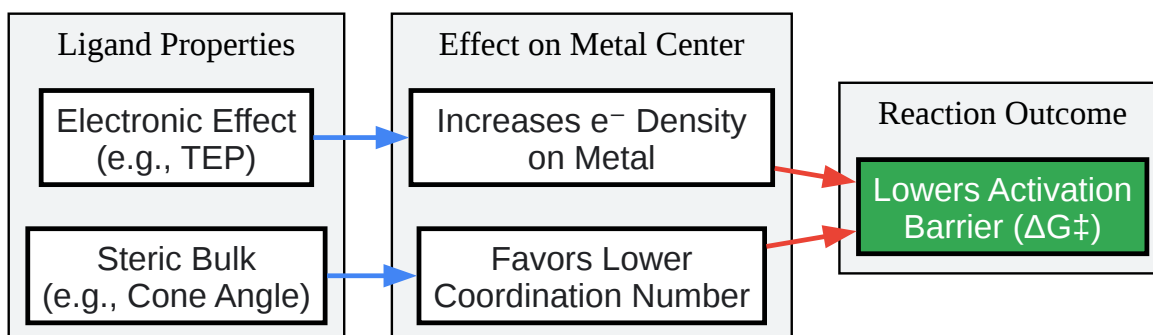 Ligand Properties
Electronic Effect
(e.g., TEP)
Steric Bulk
(e.g., Cone Angle)
Effect on Metal Center
Increases e⁻ Density
on Metal
Favors Lower
Coordination Number
Reaction Outcome
Lowers Activation
Barrier (ΔG‡)